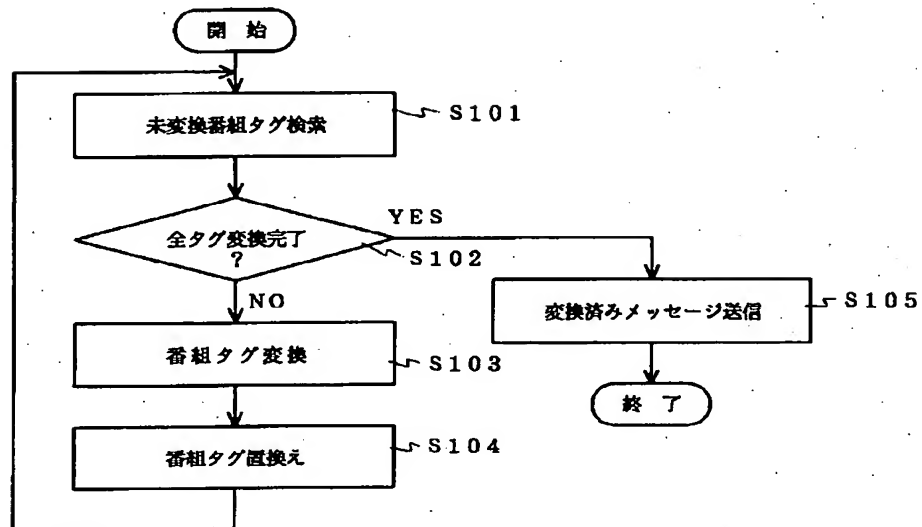 開 始
未変換番組タグ検索
S101
全タグ変換完了
?
YES
S102
NO
番組タグ変換
S103
番組タグ置換え
S104
変換済みメッセージ送信
S105
終 了